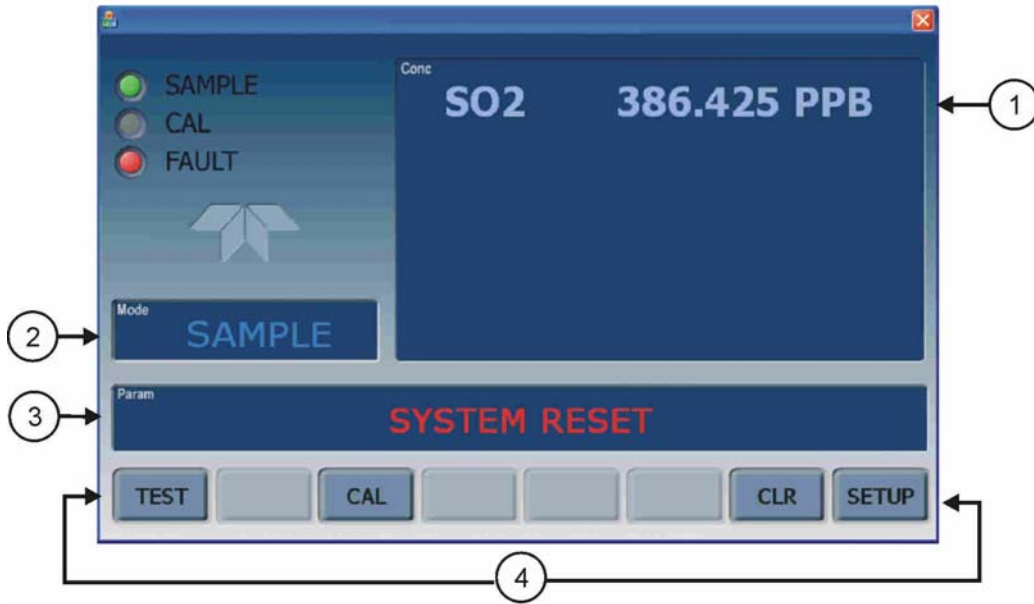 SAMPLE
CAL
FAULT
Conc
SO2 386.425 PPB
1
Mode
SAMPLE
2
Param
SYSTEM RESET
3
TEST CAL CLR SETUP
4